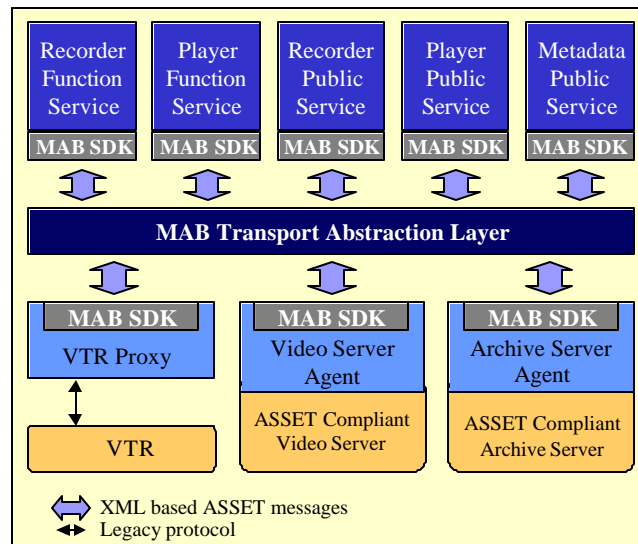 Recorder
Function
Service
Player
Function
Service
Recorder
Public
Service
Player
Public
Service
Metadata
Public
Service
MAB SDK
MAB SDK
MAB SDK
MAB SDK
MAB SDK
MAB Transport Abstraction Layer
MAB SDK
VTR Proxy
MAB SDK
Video Server
Agent
MAB SDK
Archive Server
Agent
VTR
ASSET Compliant
Video Server
ASSET Compliant
Archive Server
XML based ASSET messages
Legacy protocol